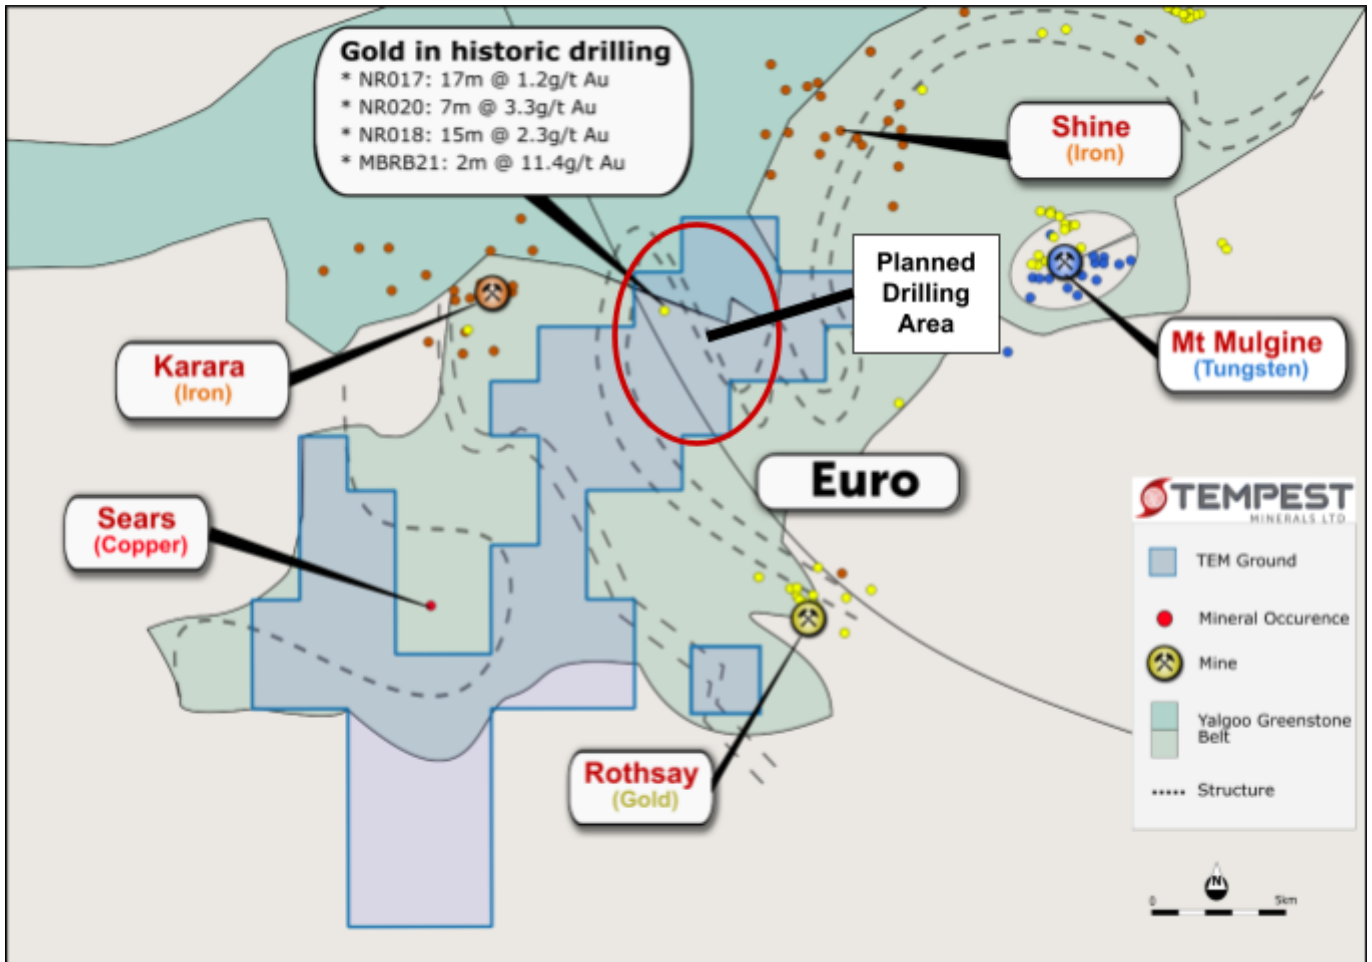 Gold in historic drilling
* NR017: 17m @ 1.2g/t Au
* NR020: 7m @ 3.3g/t Au
* NR018: 15m @ 2.3g/t Au
* MBRB21: 2m @ 11.4g/t Au
Shine
(Iron)
Planned
Drilling
Area
Mt Mulgine
(Tungsten)
Karara
(Iron)
Euro
Sears
(Copper)
Rothsay
(Gold)
TEMPEST
MINERALS LTD
TEM Ground
Mineral Occurence
Mine
Yalgoo Greenstone
Belt
Structure
N
0 5km